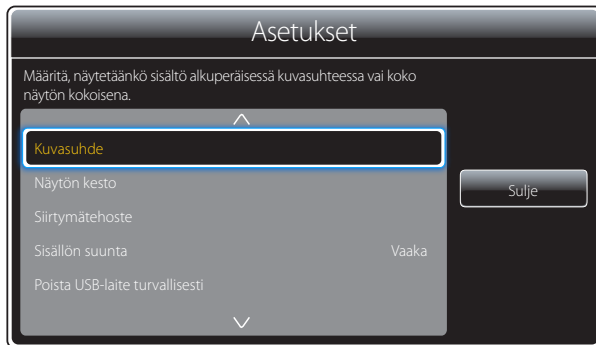 Asetukset
Määritä, näytetäänkö sisältö alkuperäisessä kuvasuhteessa vai koko
näytön kokoisena.
Kuvasuhde
Näytön kesto
Siirtymätehoste
Sisällön suunta Vaaka
Poista USB-laite turvallisesti
Sulje